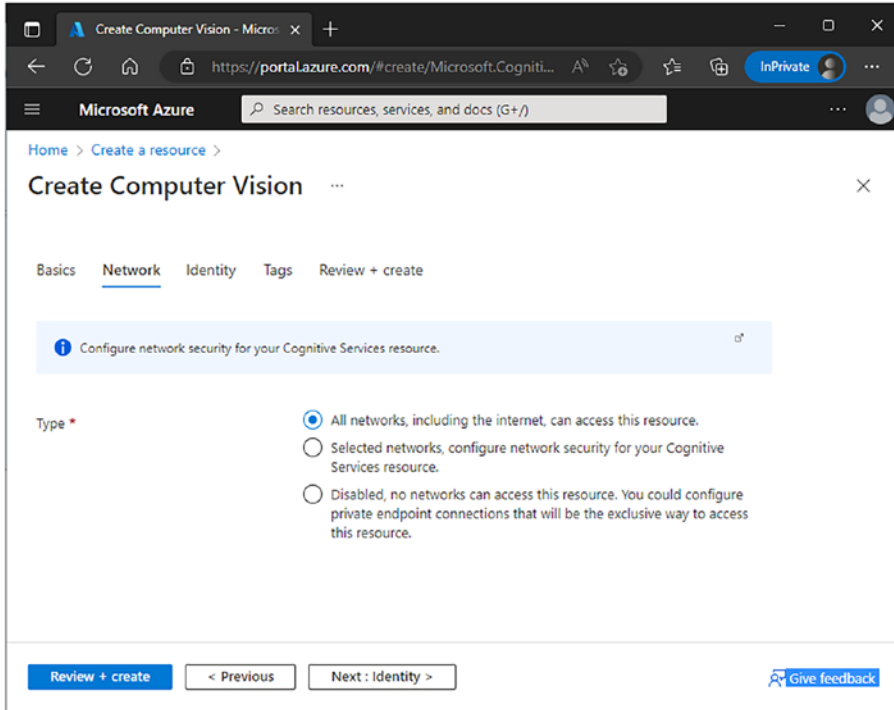 Create Computer Vision - Micros
https://portal.azure.com/#create/Microsoft.Cogniti...
InPrivate
Microsoft Azure
Search resources, services, and docs (G+/)
Home > Create a resource >
Create Computer Vision ...
Basics Network Identity Tags Review + create
Configure network security for your Cognitive Services resource.
Type *
All networks, including the internet, can access this resource.
Selected networks, configure network security for your Cognitive
Services resource.
Disabled, no networks can access this resource. You could configure
private endpoint connections that will be the exclusive way to access
this resource.
Review + create
< Previous
Next : Identity >
Give feedback